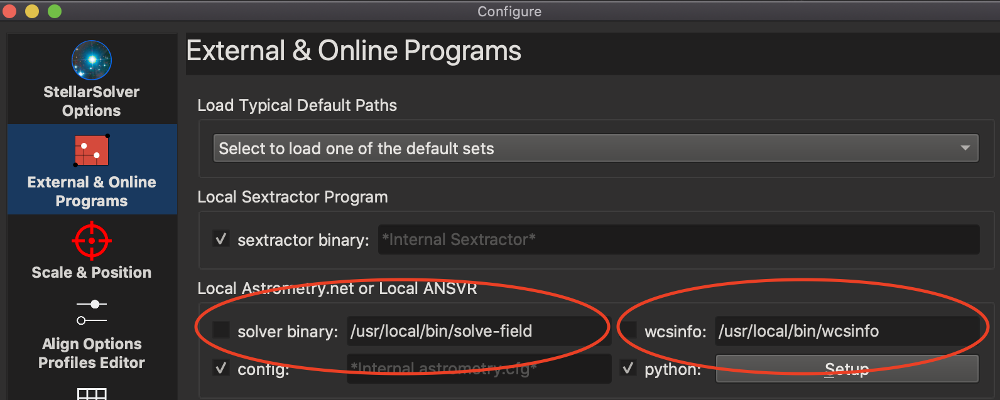 Configure
StellarSolver
Options
External & Online
Programs
Scale & Position
Align Options
Profiles Editor
External & Online Programs
Load Typical Default Paths
Select to load one of the default sets
Local Sextractor Program
sextractor binary: *Internal Sextractor*
Local Astrometry.net or Local ANSVR
solver binary: /usr/local/bin/solve-field wcsinfo: /usr/local/bin/wcsinfo
config: *Internal astrometry.cfg* python: Setup